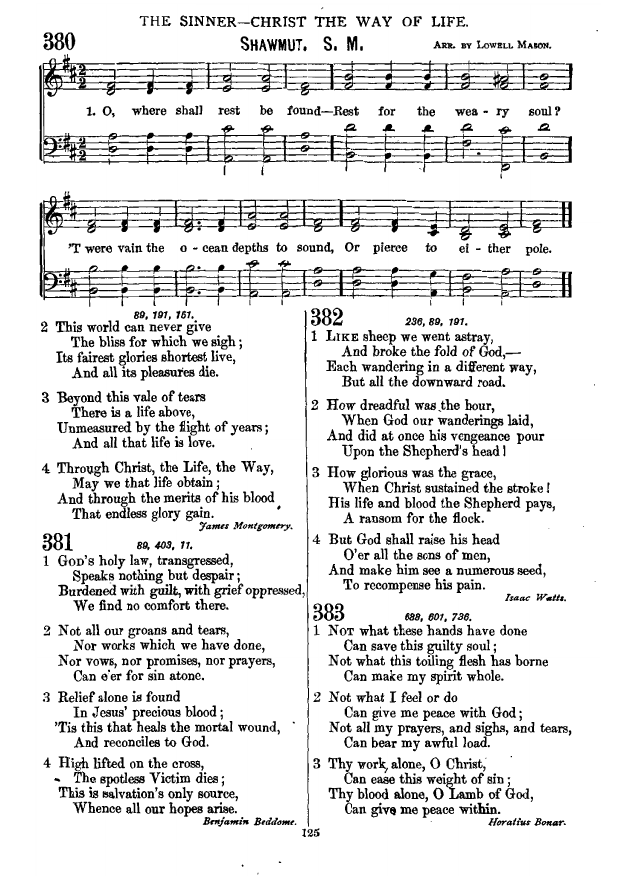 THE SINNER—CHRIST THE WAY OF LIFE.
380
SHAWMUT. S. M.
ARR. BY LOWELL MASON.
1. O, where shall rest be found—Rest for the wea - ry soul?
'T were vain the o - cean depths to sound, Or pierce to ei - ther pole.
89, 191, 151.
2 This world can never give
The bliss for which we sigh;
Its fairest glories shortest live,
And all its pleasures die.
3 Beyond this vale of tears
There is a life above,
Unmeasured by the flight of years;
And all that life is love.
4 Through Christ, the Life, the Way,
May we that life obtain;
And through the merits of his blood
That endless glory gain.
James Montgomery.
381
89, 403, 11.
1 GOD'S holy law, transgressed,
Speaks nothing but despair;
Burdened with guilt, with grief oppressed,
We find no comfort there.
2 Not all our groans and tears,
Nor works which we have done,
Nor vows, nor promises, nor prayers,
Can e'er for sin atone.
3 Relief alone is found
In Jesus' precious blood;
'Tis this that heals the mortal wound,
And reconciles to God.
4 High lifted on the cross,
The spotless Victim dies;
This is salvation's only source,
Whence all our hopes arise.
Benjamin Beddome.
382
236, 89, 191.
1 LIKE sheep we went astray,
And broke the fold of God,—
Each wandering in a different way,
But all the downward road.
2 How dreadful was the hour,
When God our wanderings laid,
And did at once his vengeance pour
Upon the Shepherd's head!
3 How glorious was the grace,
When Christ sustained the stroke!
His life and blood the Shepherd pays,
A ransom for the flock.
4 But God shall raise his head
O'er all the sons of men,
And make him see a numerous seed,
To recompense his pain.
Isaac Watts.
383
688, 601, 736.
1 NOT what these hands have done
Can save this guilty soul;
Not what this toiling flesh has borne
Can make my spirit whole.
2 Not what I feel or do
Can give me peace with God;
Not all my prayers, and sighs, and tears,
Can bear my awful load.
3 Thy work, alone, O Christ,
Can ease this weight of sin;
Thy blood alone, O Lamb of God,
Can give me peace within.
Horatius Bonar.
125